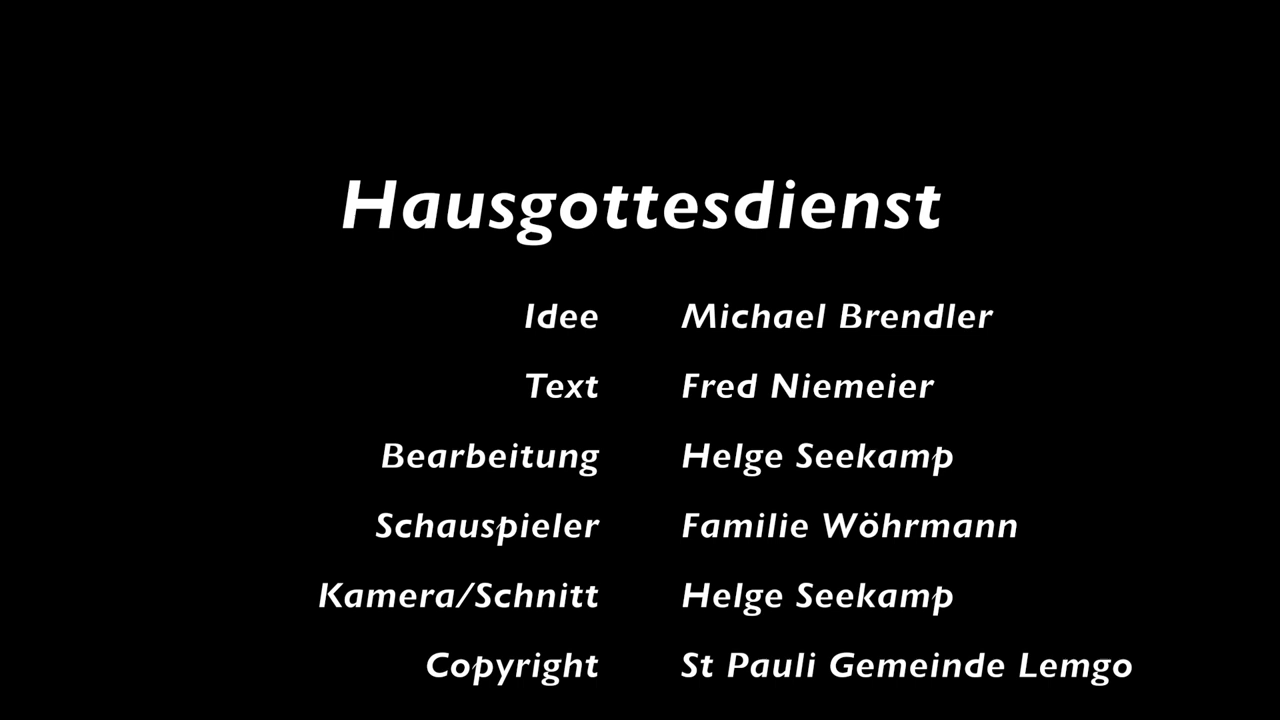 Hausgottesdienst
Idee Michael Brendler
Text Fred Niemeier
Bearbeitung Helge Seekamp
Schauspieler Familie Wöhrmann
Kamera/Schnitt Helge Seekamp
Copyright St Pauli Gemeinde Lemgo